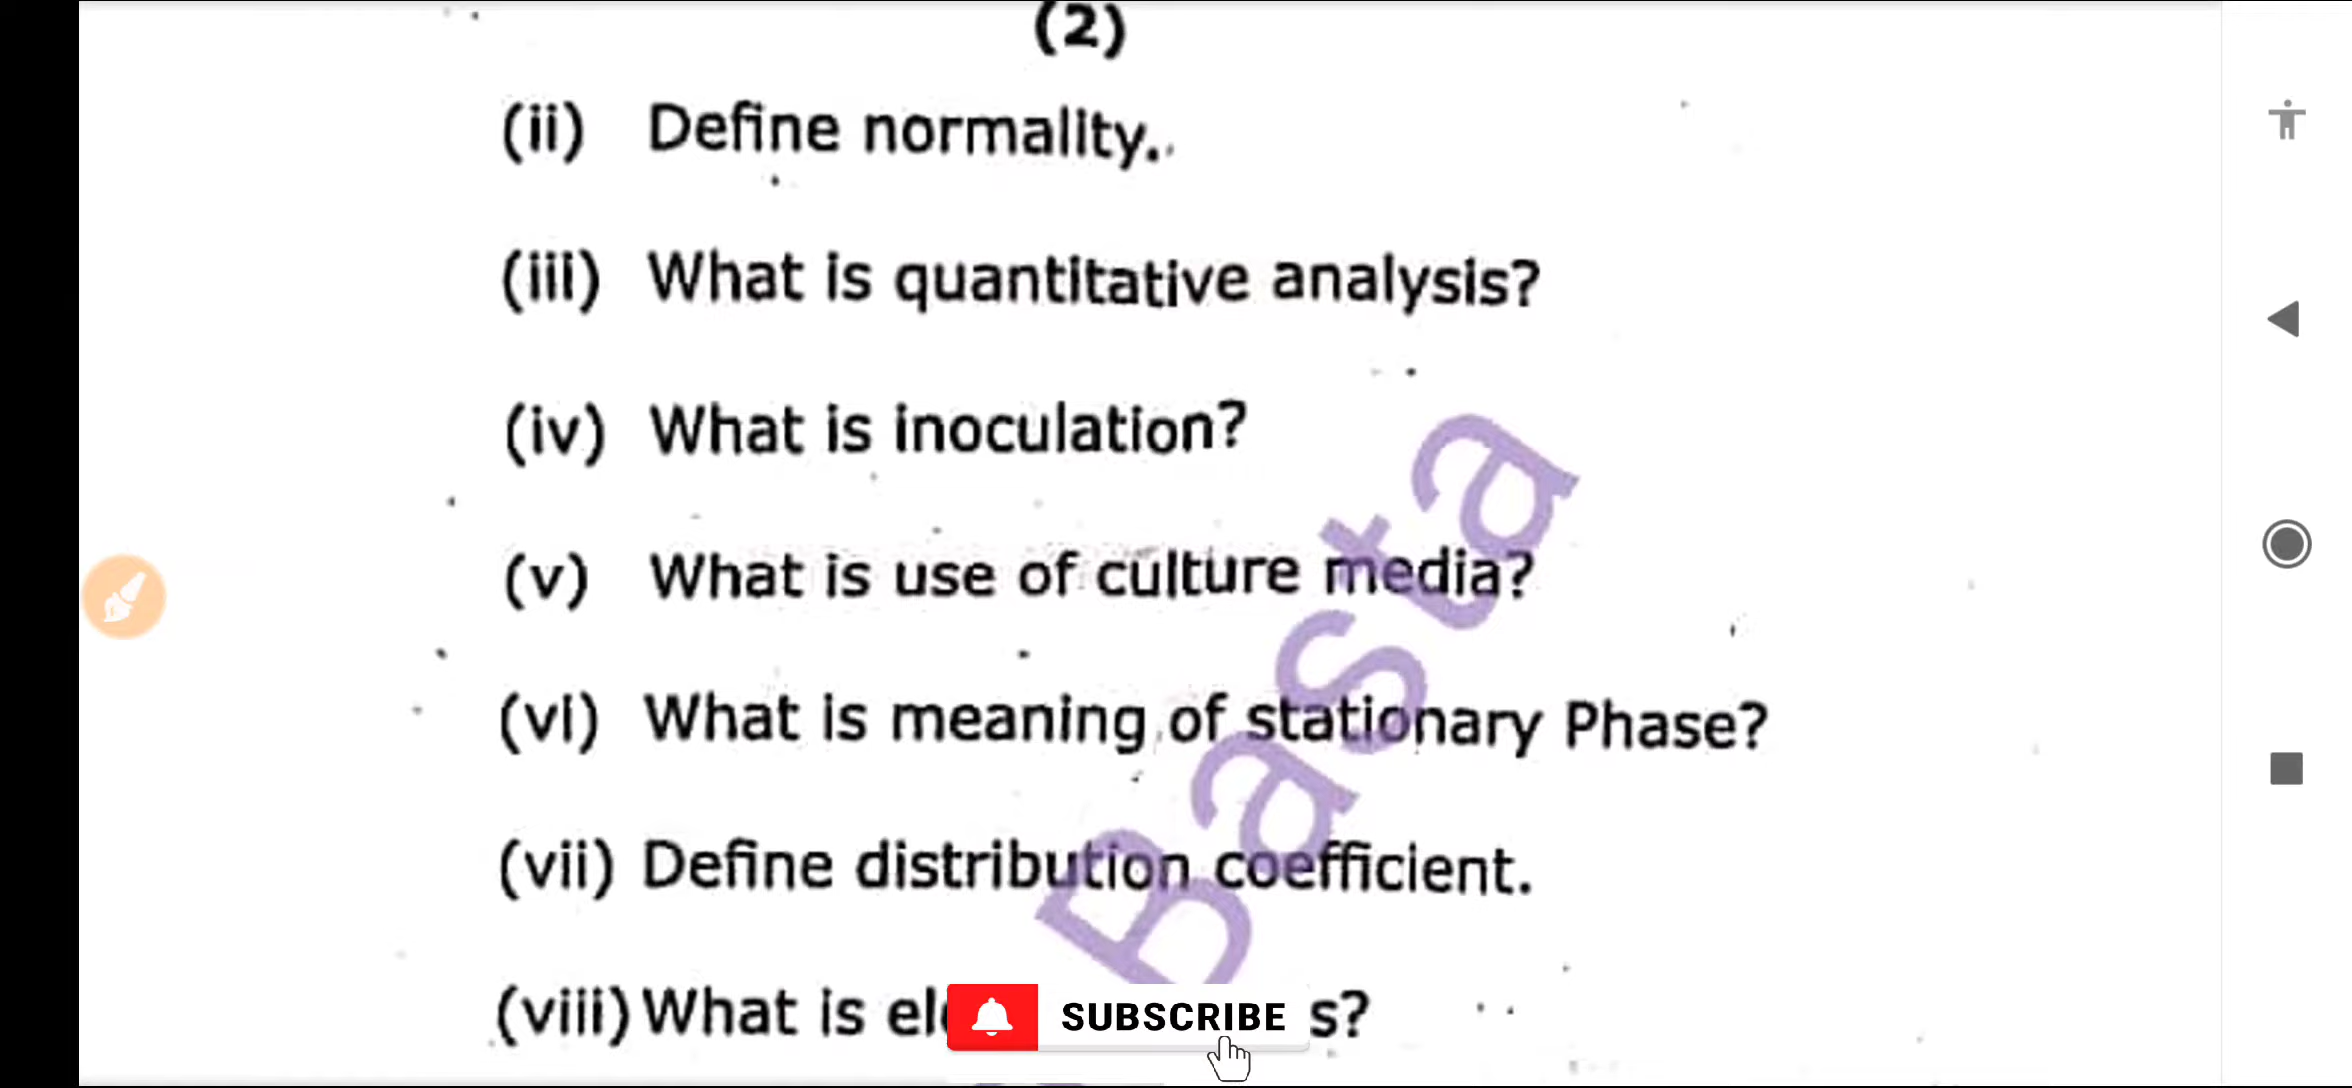 (2)
(ii) Define normality.
(iii) What is quantitative analysis?
(iv) What is inoculation?
(v) What is use of culture media?
(vi) What is meaning of stationary Phase?
(vii) Define distribution coefficient.
(viii) What is
SUBSCRIBE
Basta